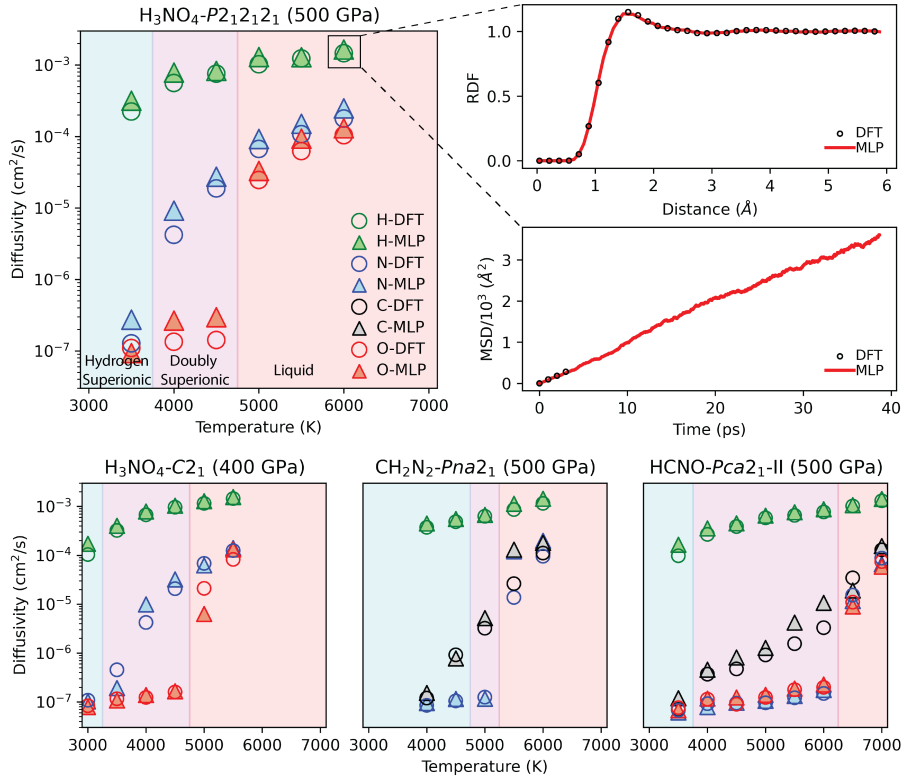 H₃NO₄-P2₁2₁2₁ (500 GPa)
Diffusivity (cm²/s)
10⁻³
10⁻⁴
10⁻⁵
10⁻⁶
10⁻⁷
H-DFT
H-MLP
N-DFT
N-MLP
C-DFT
C-MLP
O-DFT
O-MLP
Hydrogen
Superionic
Doubly
Superionic
Liquid
3000 4000 5000 6000 7000
Temperature (K)
RDF
1.0
0.0
DFT
MLP
0 1 2 3 4 5 6
Distance (Å)
MSD/10³ (Å²)
3
2
1
0
DFT
MLP
0 10 20 30 40
Time (ps)
H₃NO₄-C2₁ (400 GPa)
Diffusivity (cm²/s)
10⁻³
10⁻⁴
10⁻⁵
10⁻⁶
10⁻⁷
3000 4000 5000 6000 7000
CH₂N₂-Pna2₁ (500 GPa)
3000 4000 5000 6000 7000
Temperature (K)
HCNO-Pca2₁-II (500 GPa)
3000 4000 5000 6000 7000